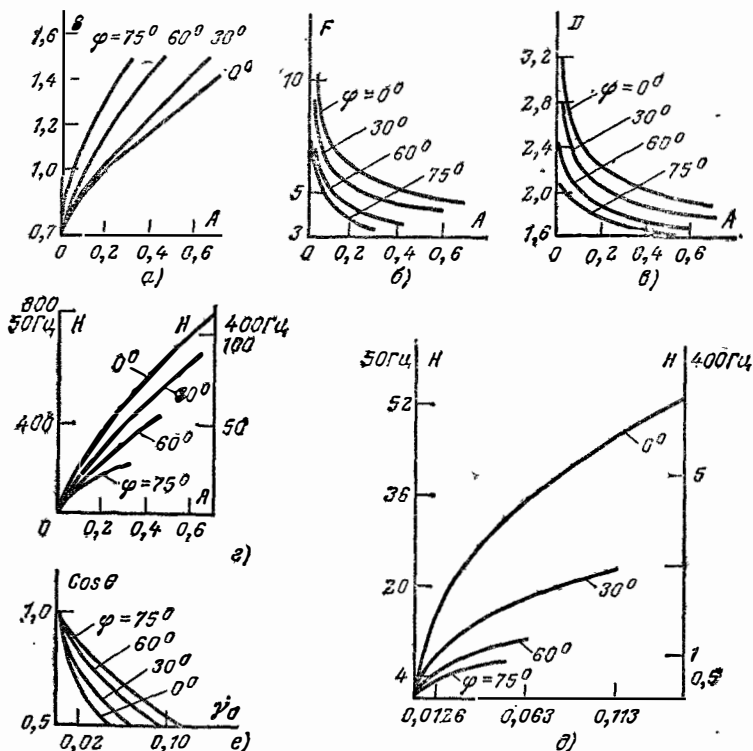 B F D
1,6 φ=75° 60° 30° 10 3,2
0°
1,4 φ=0° 2,8 φ=0°
30° 30°
1,2 60° 2,4 60°
75° 75°
1,0 5 2,0
A A A
0,7 3 1,6
0 0,2 0,4 0,6 0 0,2 0,4 0,6 0 0,2 0,4 0,6
а) б) в)
800 H H 400Гц
50Гц 100
0°
30°
400 60° 50
φ=75° A
0 0,2 0,4 0,6
г)
50Гц H H 400Гц
52
0°
5
36
20 30°
60° 1
4 φ=75° 0,5
0,0126 0,063 0,113
д)
cosθ
1,0 φ=75°
60°
30°
0°
0,5
0,02 0,10 е)